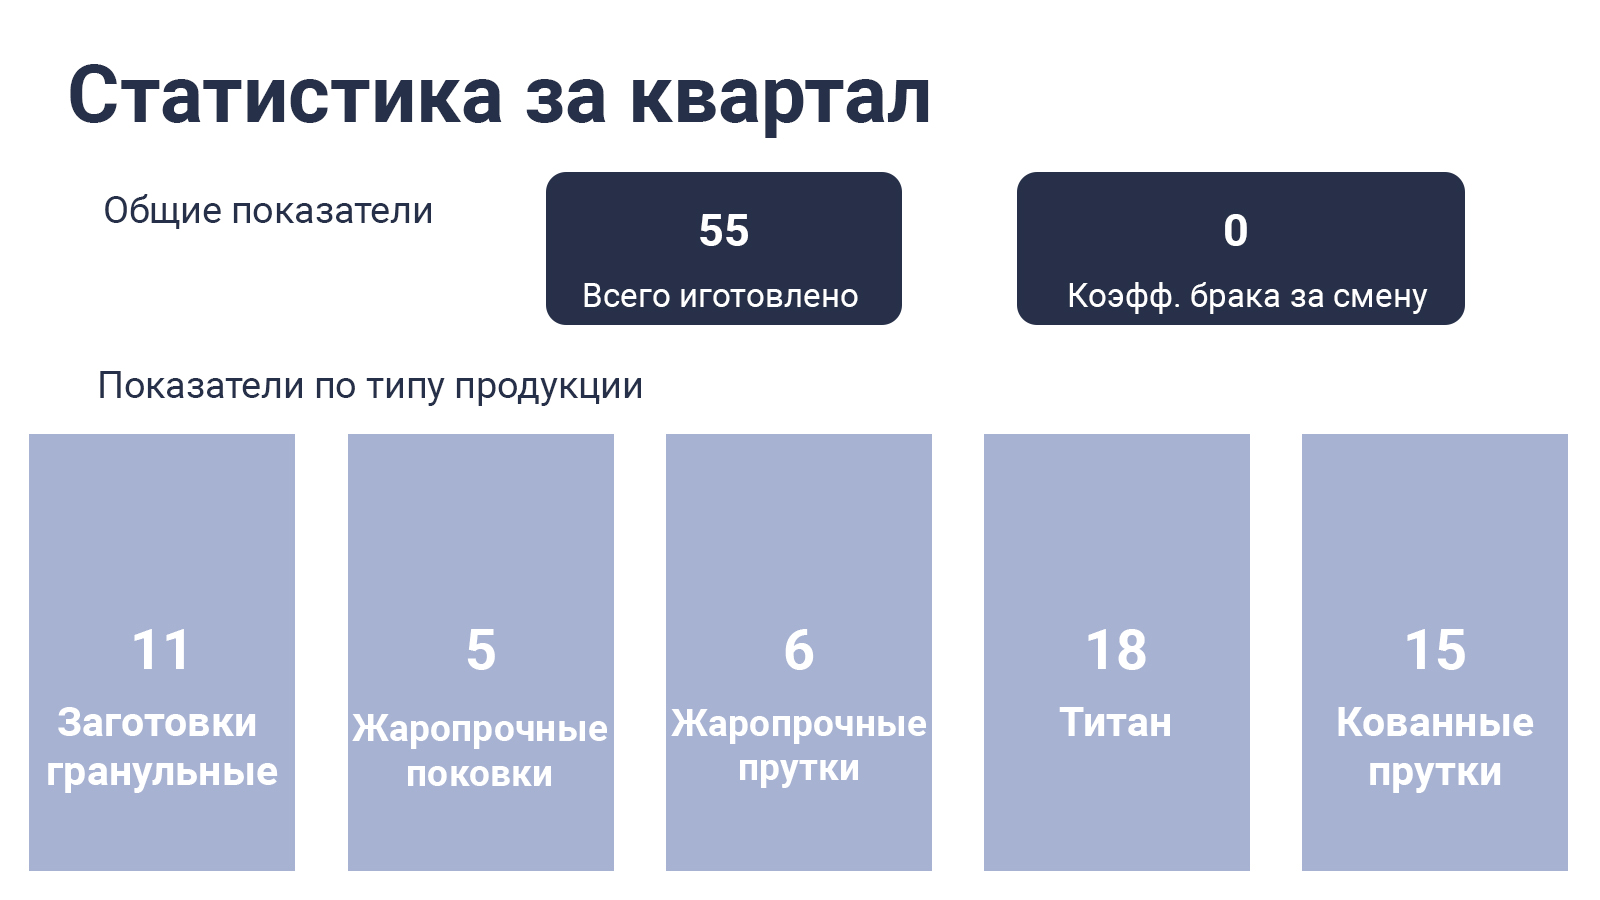 Статистика за квартал
Общие показатели
55
Всего иготовлено
0
Коэфф. брака за смену
Показатели по типу продукции
11
Заготовки
гранульные
5
Жаропрочные
поковки
6
Жаропрочные
прутки
18
Титан
15
Кованные
прутки